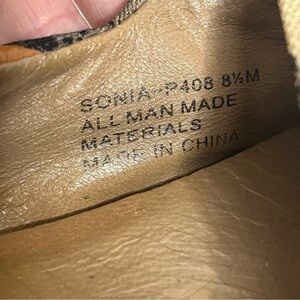 SONIA-P408 8½M
ALL MAN MADE
MATERIALS
MADE IN CHINA